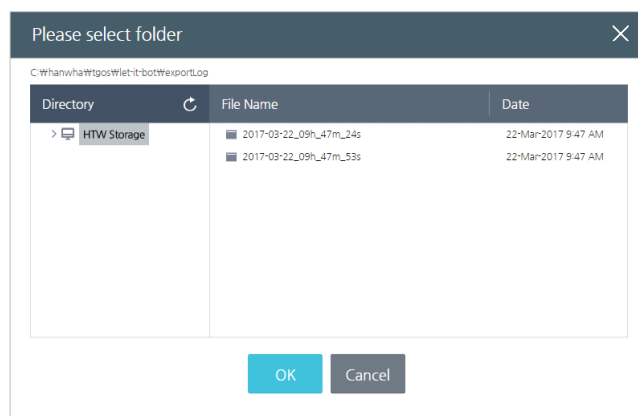 Please select folder
C:₩hanwha₩tgos₩let-it-bot₩exportLog
Directory File Name Date
HTW Storage 2017-03-22_09h_47m_24s 22-Mar-2017 9:47 AM
2017-03-22_09h_47m_53s 22-Mar-2017 9:47 AM
OK Cancel